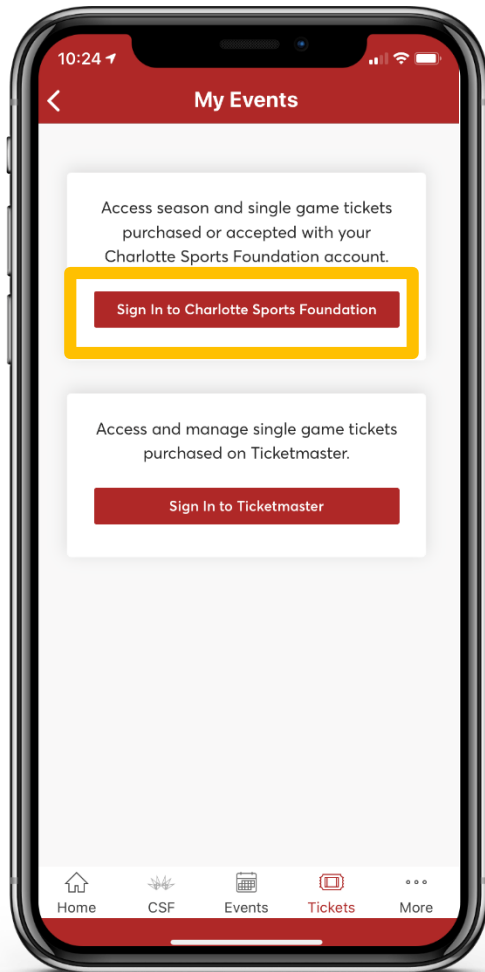 10:24
My Events
Access season and single game tickets
purchased or accepted with your
Charlotte Sports Foundation account.
Sign In to Charlotte Sports Foundation
Access and manage single game tickets
purchased on Ticketmaster.
Sign In to Ticketmaster
Home CSF Events Tickets More